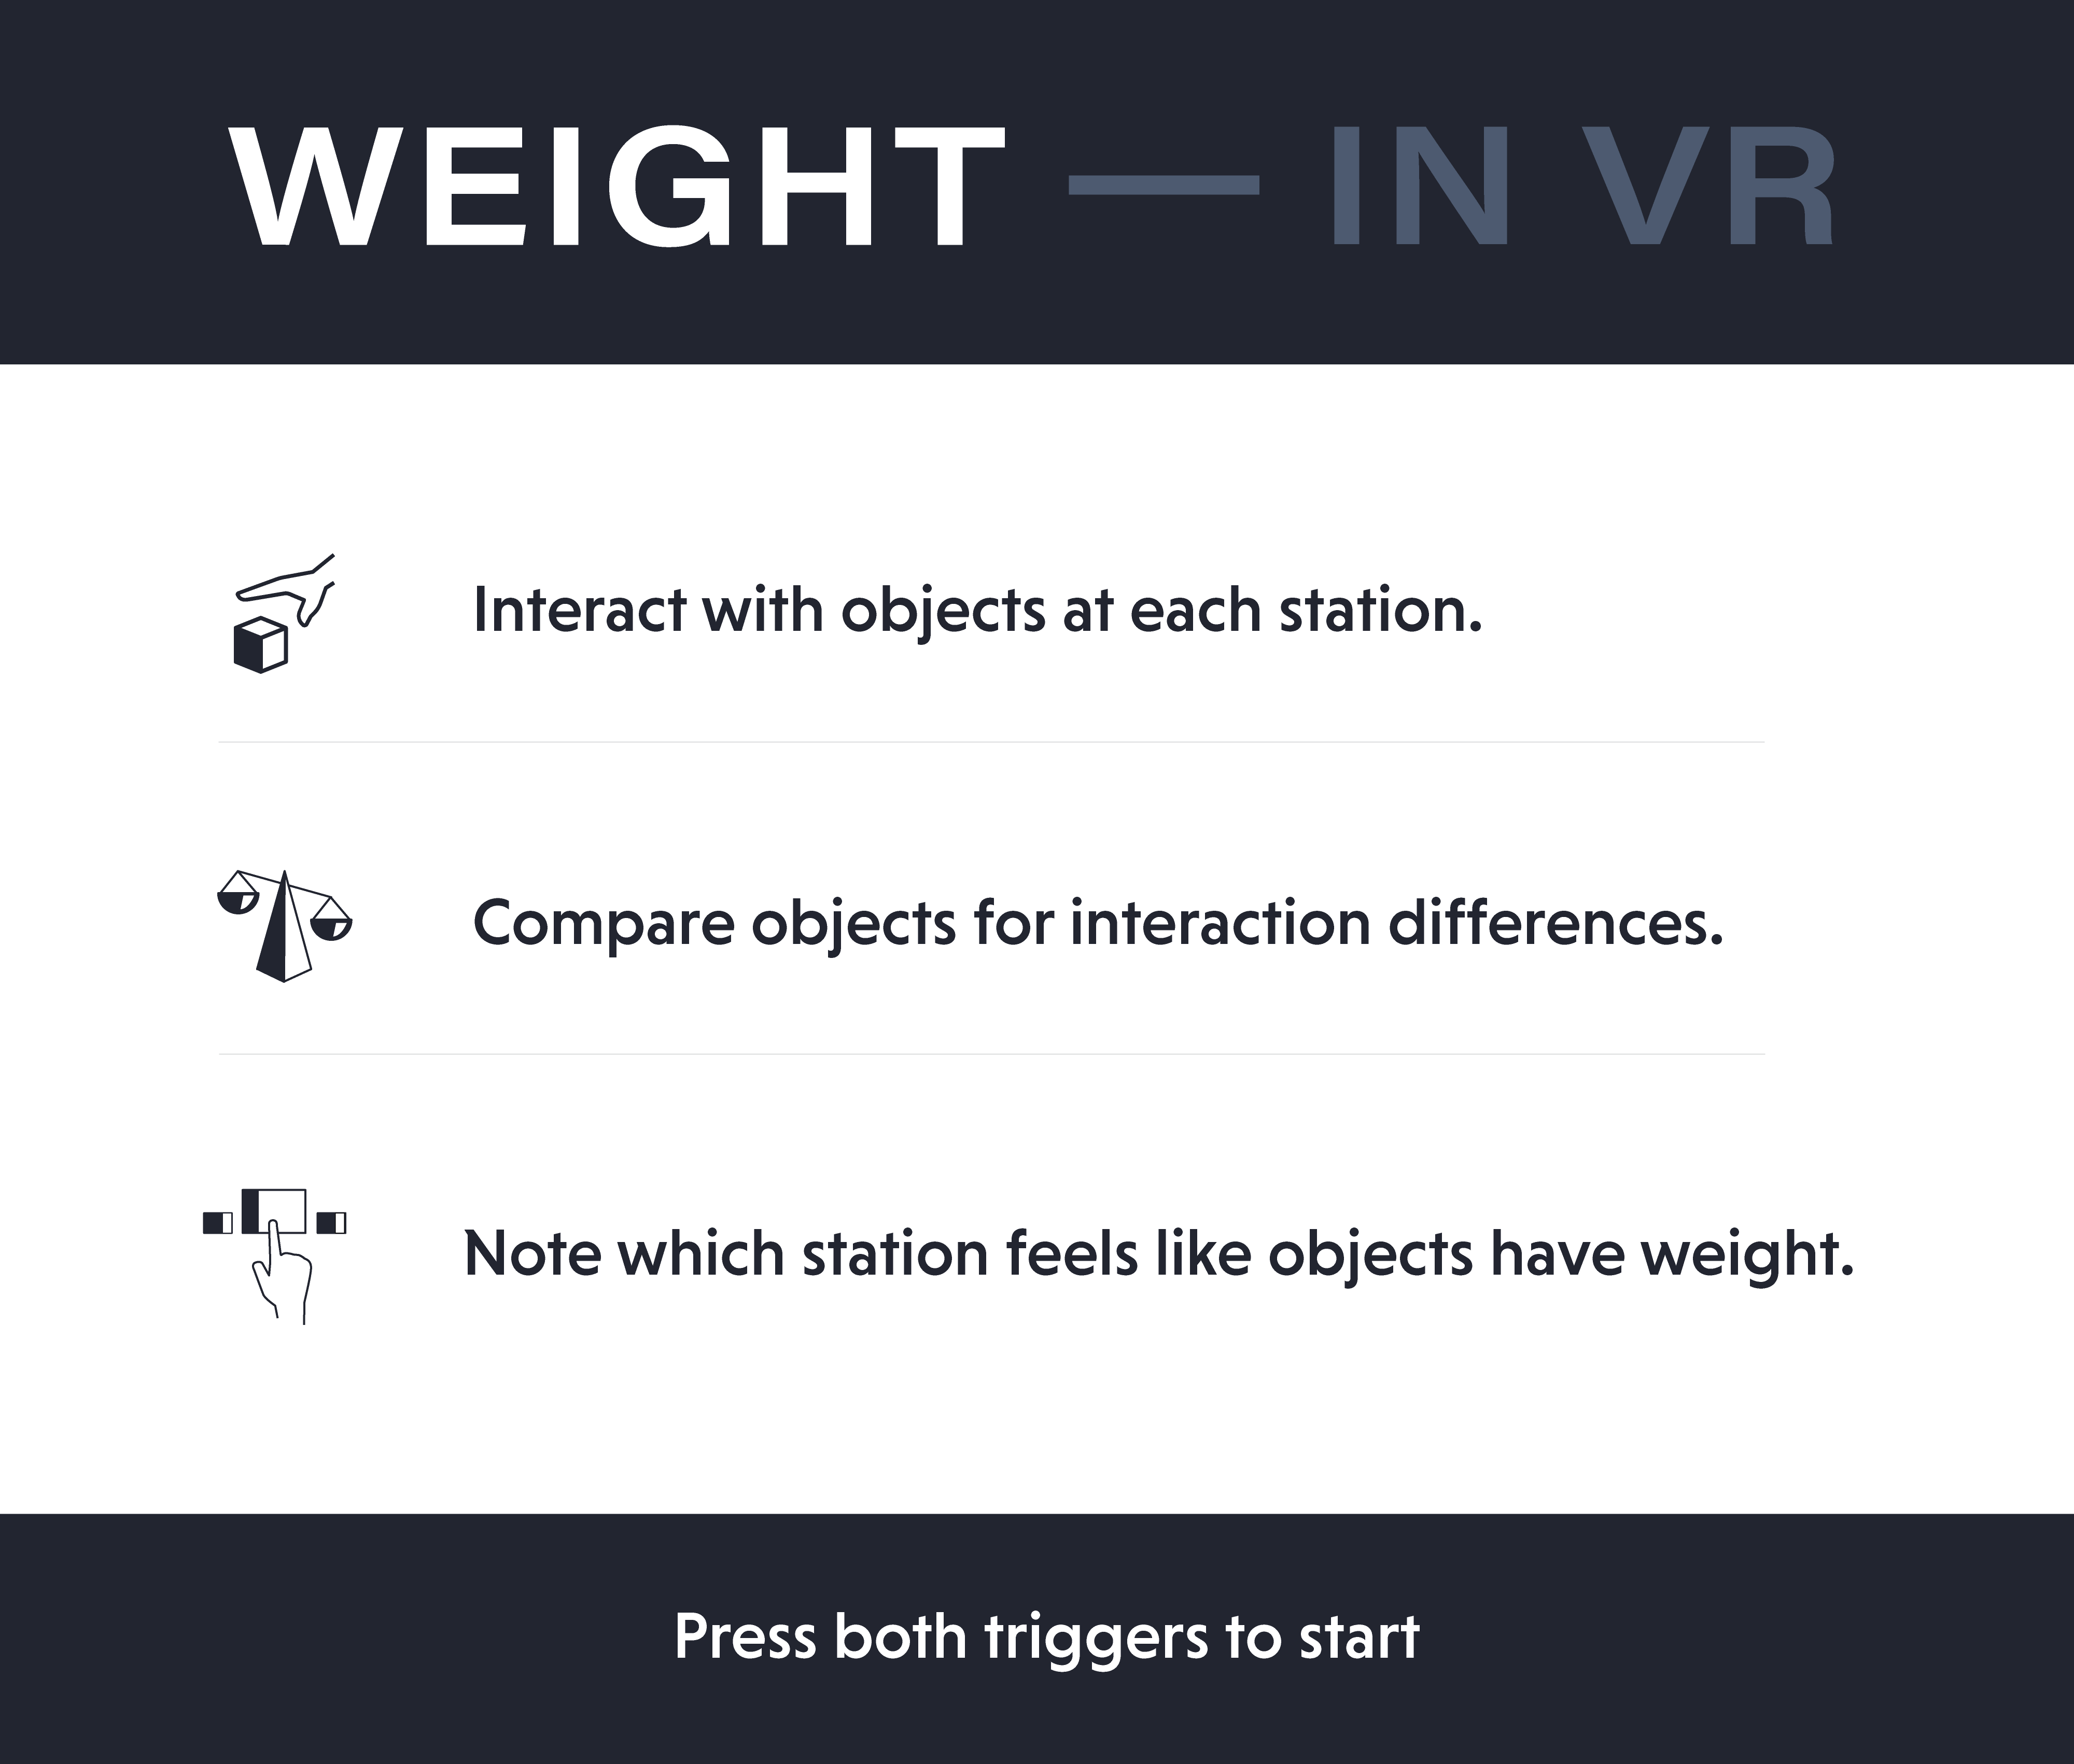 WEIGHT — IN VR
Interact with objects at each station.
Compare objects for interaction differences.
Note which station feels like objects have weight.
Press both triggers to start